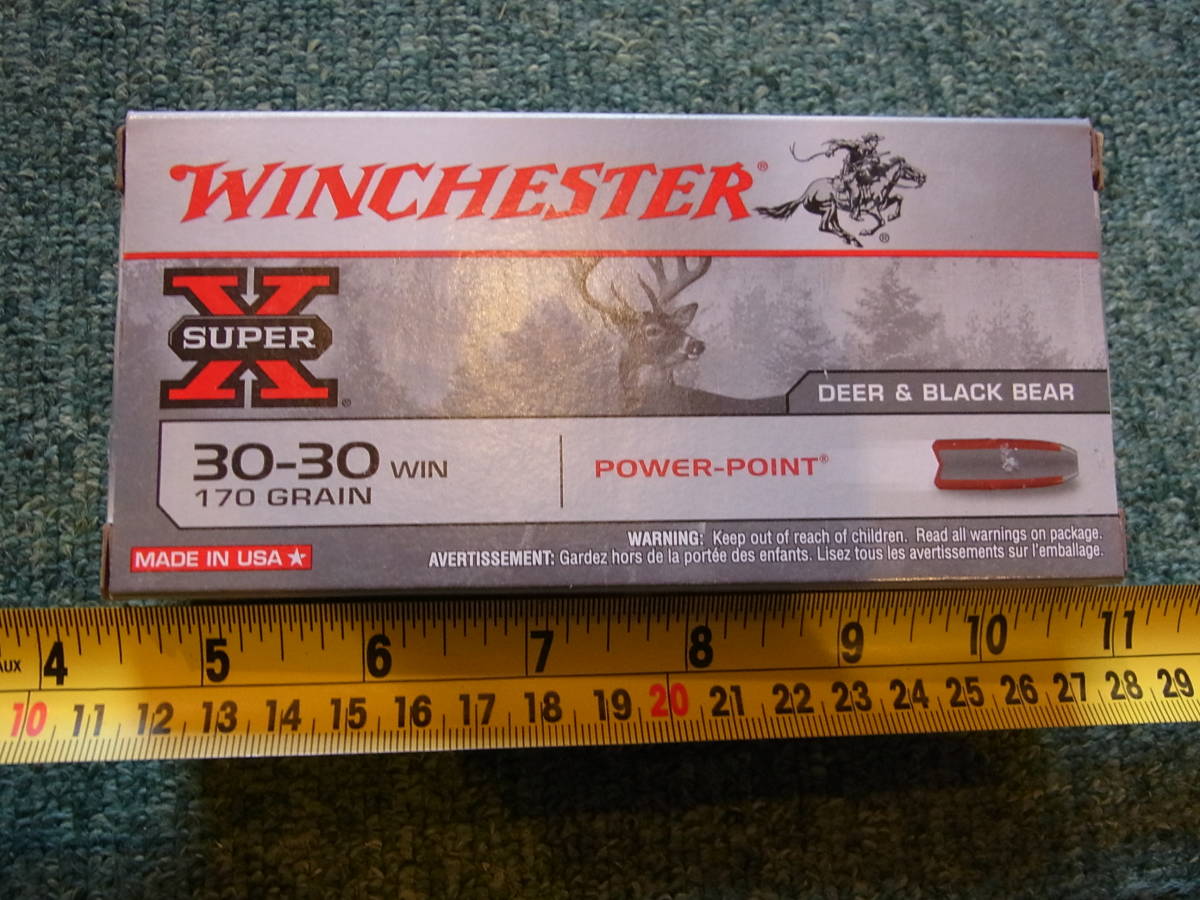 WINCHESTER®
®
X
SUPER
®
DEER & BLACK BEAR
30-30 WIN
170 GRAIN
POWER-POINT®
WARNING: Keep out of reach of children. Read all warnings on package.
AVERTISSEMENT: Gardez hors de la portée des enfants. Lisez tous les avertissements sur l'emballage.
MADE IN USA
AUX 4 5 6 7 8 9 10 11
10 11 12 13 14 15 16 17 18 19 20 21 22 23 24 25 26 27 28 29